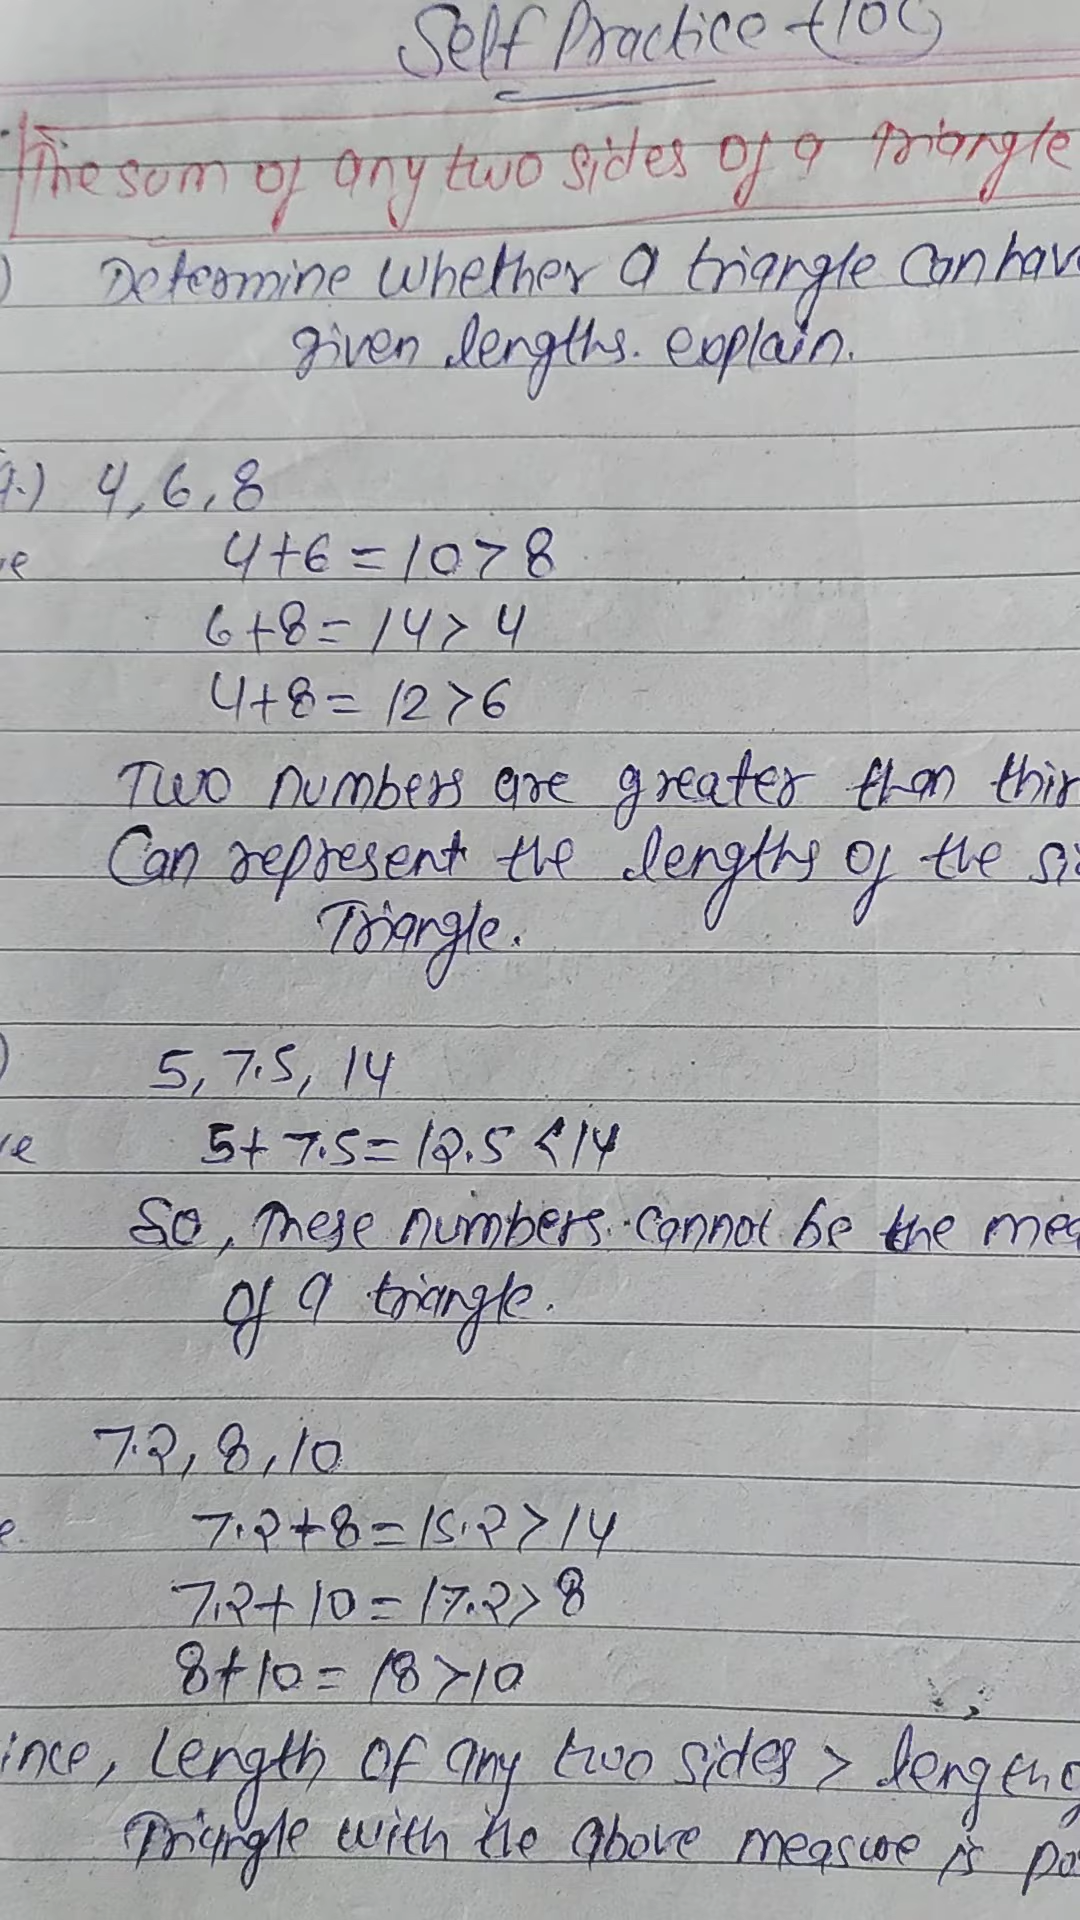 Self Practice - (10C)
The sum of any two sides of a Triangle
Determine whether a triangle can have
given lengths. explain.
4, 6, 8
4+6 = 10 > 8
6+8 = 14 > 4
4+8 = 12 > 6
Two numbers are greater than thir
Can represent the lengths of the si
Triangle.
5, 7.5, 14
5+ 7.5 = 12.5 < 14
So, These numbers. cannot be the mea
of a triangle.
7.2, 8, 10
7.2+8 = 15.2 > 14
7.2+10 = 17.2 > 8
8+10 = 18 > 10
ince, Length of any two sides > length o
Triangle with the above measure is po